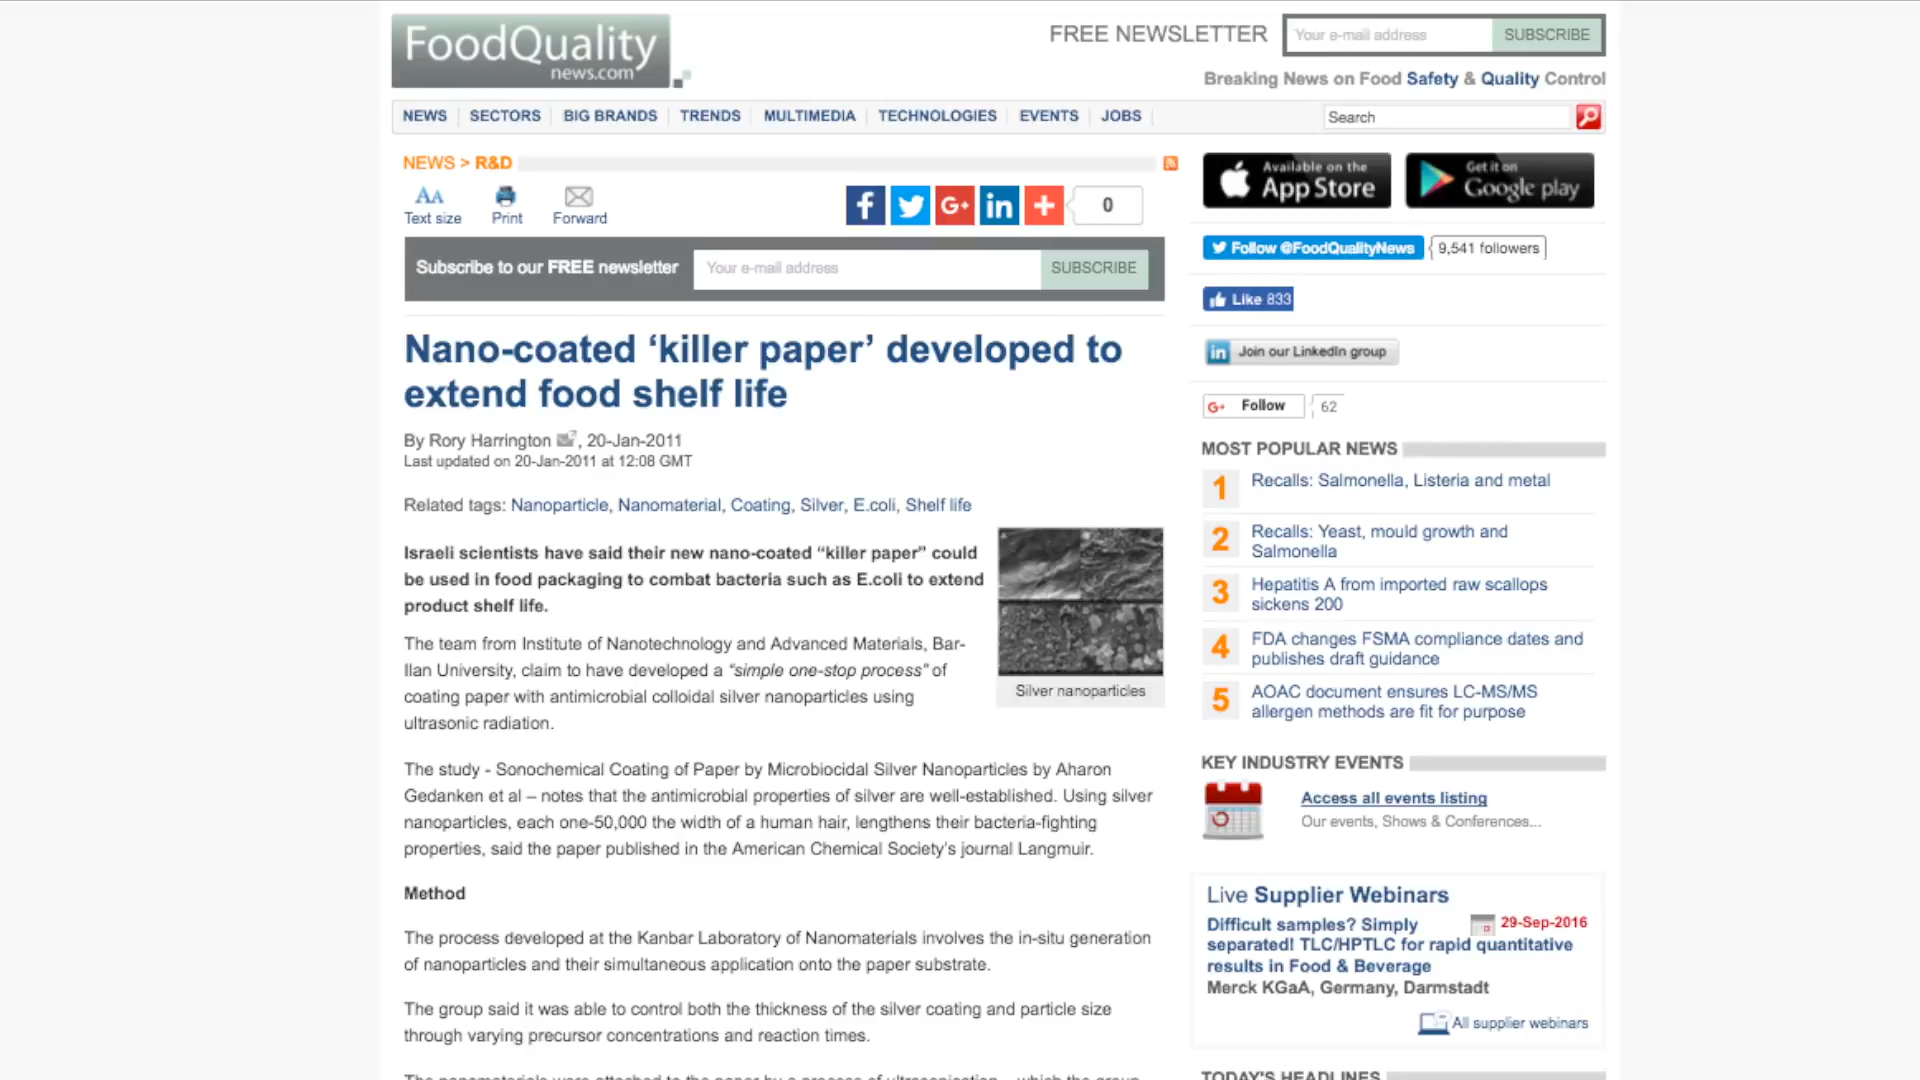 FoodQuality
news.com
FREE NEWSLETTER
Your e-mail address
SUBSCRIBE
Breaking News on Food Safety & Quality Control
NEWS
SECTORS
BIG BRANDS
TRENDS
MULTIMEDIA
TECHNOLOGIES
EVENTS
JOBS
Search
NEWS > R&D
AA
Text size
Print
Forward
f
G+
in
+
0
Subscribe to our FREE newsletter
Your e-mail address
SUBSCRIBE
Nano-coated ‘killer paper’ developed to
extend food shelf life
By Rory Harrington , 20-Jan-2011
Last updated on 20-Jan-2011 at 12:08 GMT
Related tags: Nanoparticle, Nanomaterial, Coating, Silver, E.coli, Shelf life
Israeli scientists have said their new nano-coated “killer paper” could
be used in food packaging to combat bacteria such as E.coli to extend
product shelf life.
Silver nanoparticles
The team from Institute of Nanotechnology and Advanced Materials, Bar-
Ilan University, claim to have developed a “simple one-stop process” of
coating paper with antimicrobial colloidal silver nanoparticles using
ultrasonic radiation.
The study - Sonochemical Coating of Paper by Microbiocidal Silver Nanoparticles by Aharon
Gedanken et al – notes that the antimicrobial properties of silver are well-established. Using silver
nanoparticles, each one-50,000 the width of a human hair, lengthens their bacteria-fighting
properties, said the paper published in the American Chemical Society’s journal Langmuir.
Method
The process developed at the Kanbar Laboratory of Nanomaterials involves the in-situ generation
of nanoparticles and their simultaneous application onto the paper substrate.
The group said it was able to control both the thickness of the silver coating and particle size
through varying precursor concentrations and reaction times.
The nanomaterials were attached to the paper by a process of ultrasonication – which the group
Available on the
App Store
Get it on
Google play
Follow @FoodQualityNews
9,541 followers
Like 833
in Join our LinkedIn group
G+ Follow
62
MOST POPULAR NEWS
1 Recalls: Salmonella, Listeria and metal
2 Recalls: Yeast, mould growth and
Salmonella
3 Hepatitis A from imported raw scallops
sickens 200
4 FDA changes FSMA compliance dates and
publishes draft guidance
5 AOAC document ensures LC-MS/MS
allergen methods are fit for purpose
KEY INDUSTRY EVENTS
Access all events listing
Our events, Shows & Conferences...
Live Supplier Webinars
Difficult samples? Simply
29-Sep-2016
separated! TLC/HPTLC for rapid quantitative
results in Food & Beverage
Merck KGaA, Germany, Darmstadt
All supplier webinars
TODAY'S HEADLINES